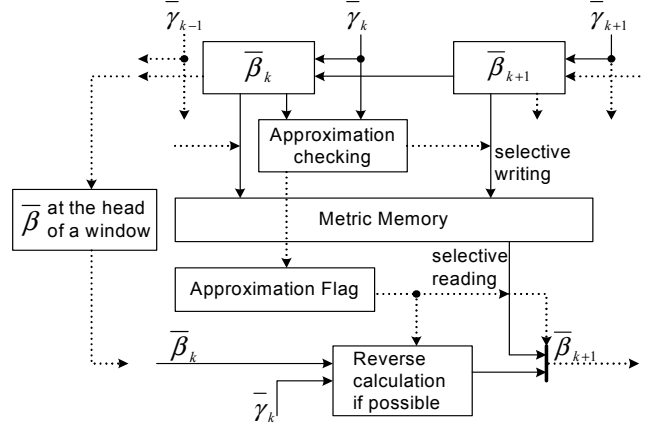 γ̅ₖ₋₁
γ̅ₖ
γ̅ₖ₊₁
β̅ₖ
β̅ₖ₊₁
Approximation
checking
selective
writing
β̅ at the head
of a window
Metric Memory
selective
reading
Approximation Flag
β̅ₖ
β̅ₖ₊₁
Reverse
calculation
if possible
γ̅ₖ